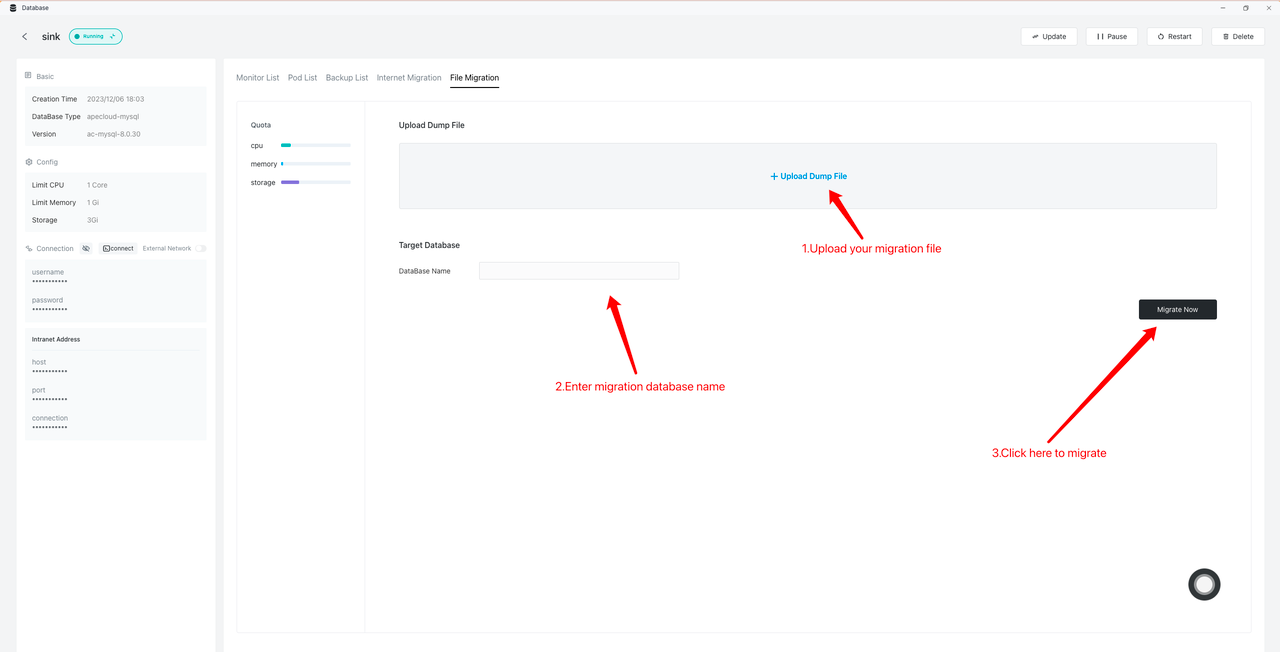 Database
sink
Running
Update
Pause
Restart
Delete
Basic
Creation Time 2023/12/06 18:03
DataBase Type apecloud-mysql
Version ac-mysql-8.0.30
Config
Limit CPU 1 Core
Limit Memory 1 Gi
Storage 3Gi
Connection connect External Network
username
***********
password
***********
Intranet Address
host
***********
port
***********
connection
***********
Monitor List Pod List Backup List Internet Migration File Migration
Quota
cpu
memory
storage
Upload Dump File
+ Upload Dump File
1.Upload your migration file
Target Database
DataBase Name
Migrate Now
2.Enter migration database name
3.Click here to migrate